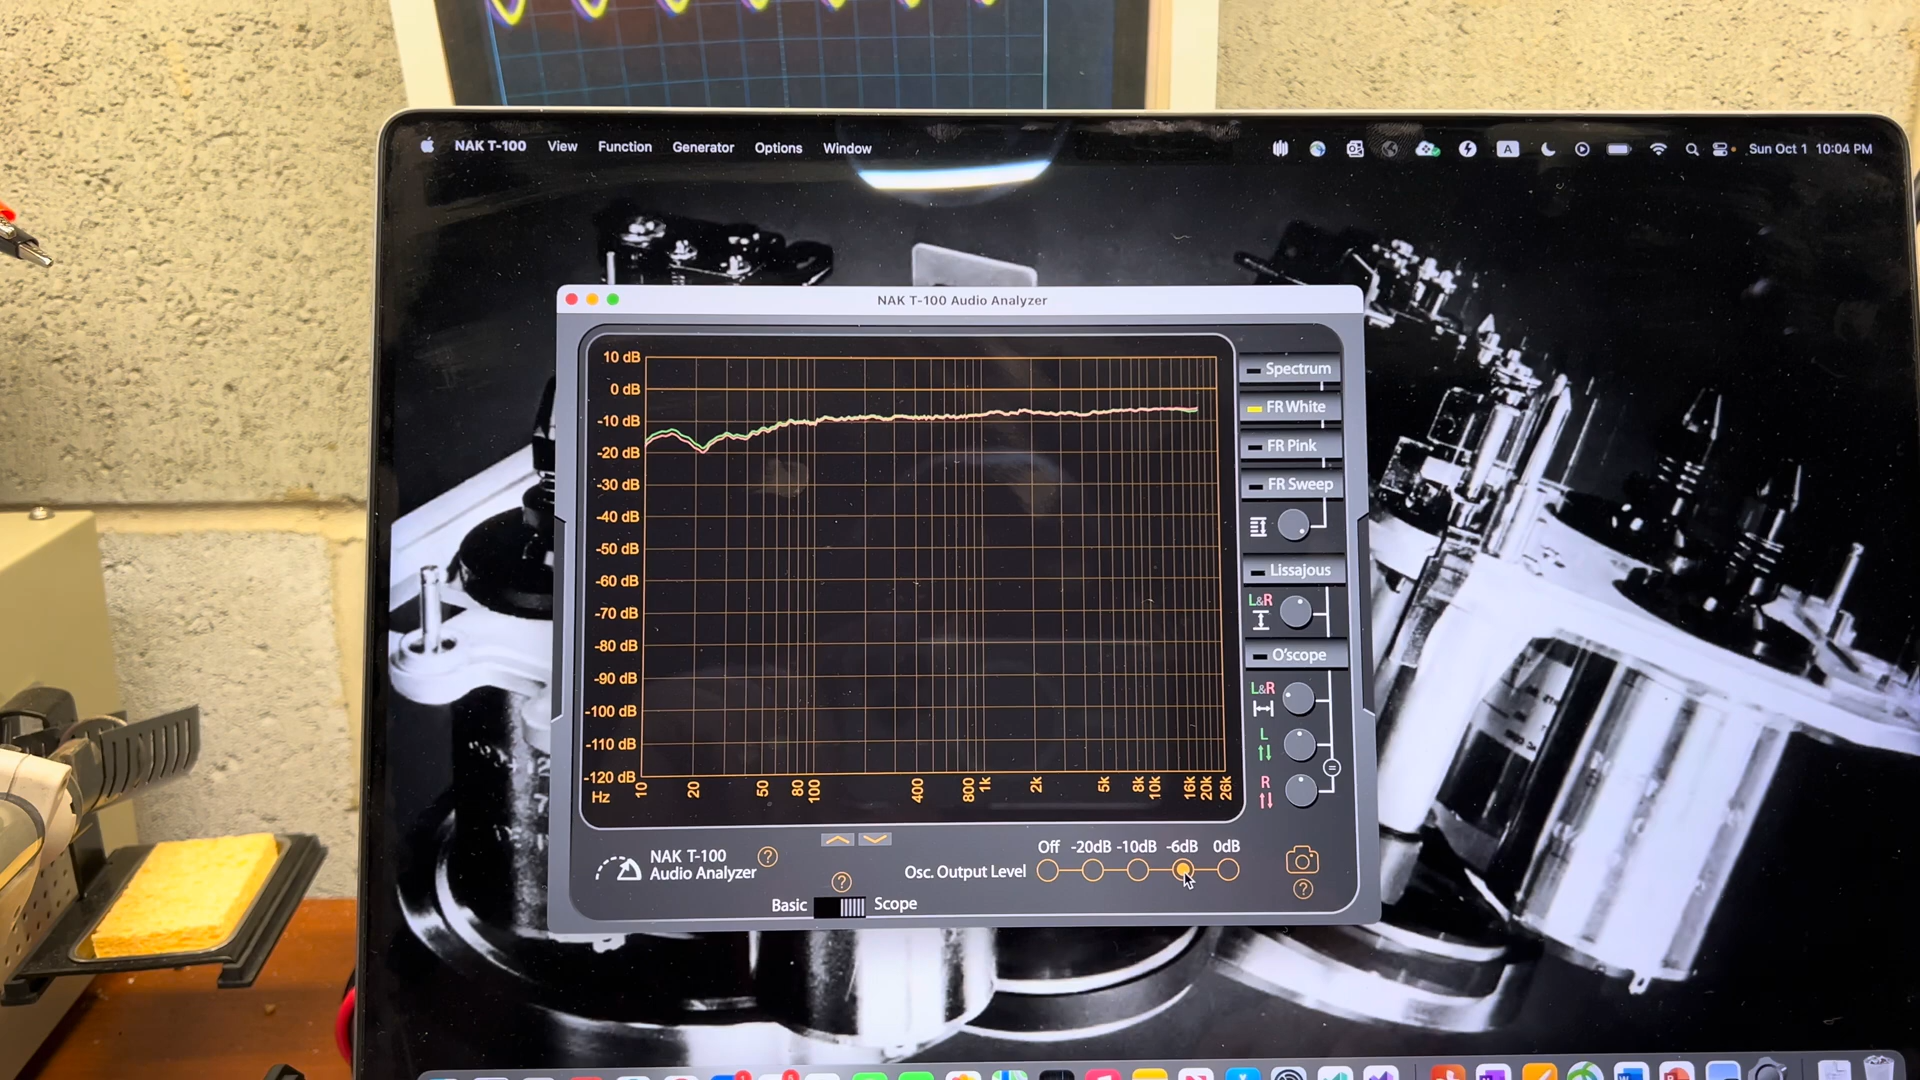 NAK T-100 View Function Generator Options Window A Sun Oct 1 10:04 PM
NAK T-100 Audio Analyzer
10 dB
0 dB
-10 dB
-20 dB
-30 dB
-40 dB
-50 dB
-60 dB
-70 dB
-80 dB
-90 dB
-100 dB
-110 dB
-120 dB
Hz 10 20 50 80 100 400 800 1k 2k 5k 8k 10k 16k 20k 26k
Spectrum
FR White
FR Pink
FR Sweep
Lissajous
L&R
O'scope
L&R
L
R
NAK T-100
Audio Analyzer
?
?
Basic Scope
Off -20dB -10dB -6dB 0dB
Osc. Output Level
?